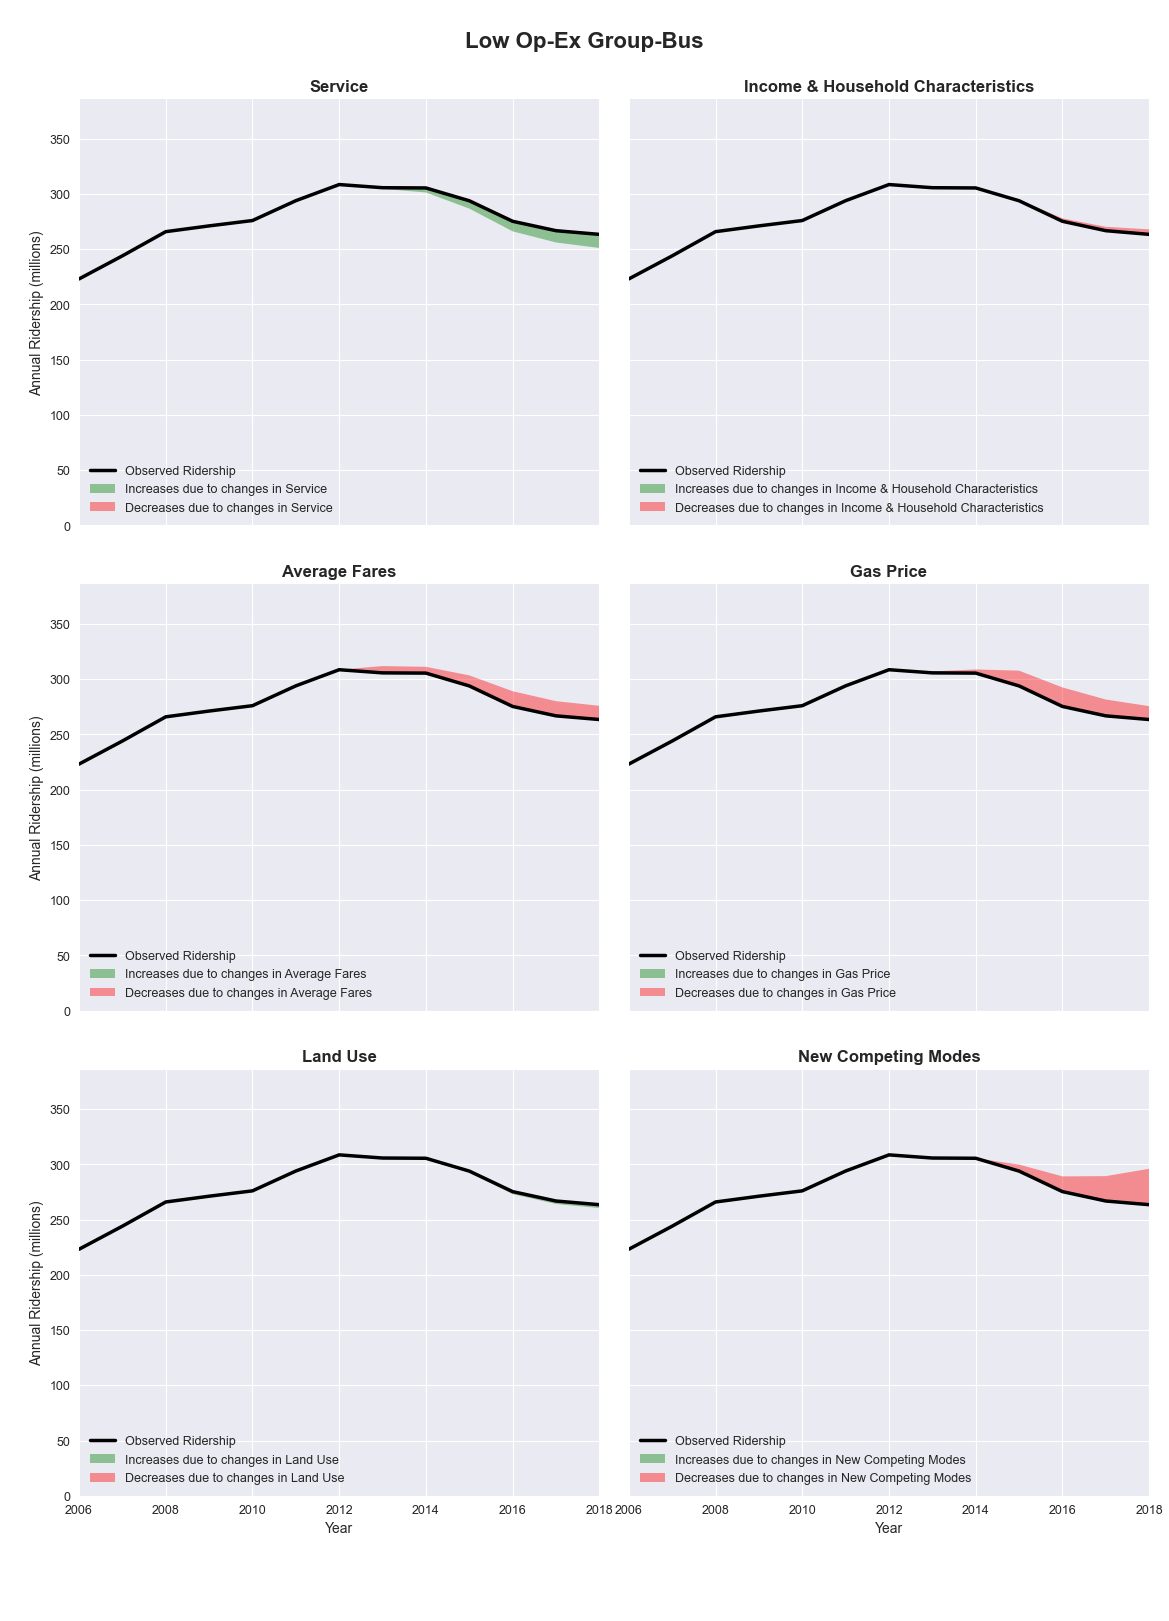 Low Op-Ex Group-Bus
Service
Annual Ridership (millions)
350
300
250
200
150
100
50
0
Observed Ridership
Increases due to changes in Service
Decreases due to changes in Service
Income & Household Characteristics
Observed Ridership
Increases due to changes in Income & Household Characteristics
Decreases due to changes in Income & Household Characteristics
Average Fares
Annual Ridership (millions)
350
300
250
200
150
100
50
0
Observed Ridership
Increases due to changes in Average Fares
Decreases due to changes in Average Fares
Gas Price
Observed Ridership
Increases due to changes in Gas Price
Decreases due to changes in Gas Price
Land Use
Annual Ridership (millions)
350
300
250
200
150
100
50
0
Observed Ridership
Increases due to changes in Land Use
Decreases due to changes in Land Use
2006 2008 2010 2012 2014 2016 2018
Year
New Competing Modes
Observed Ridership
Increases due to changes in New Competing Modes
Decreases due to changes in New Competing Modes
2006 2008 2010 2012 2014 2016 2018
Year